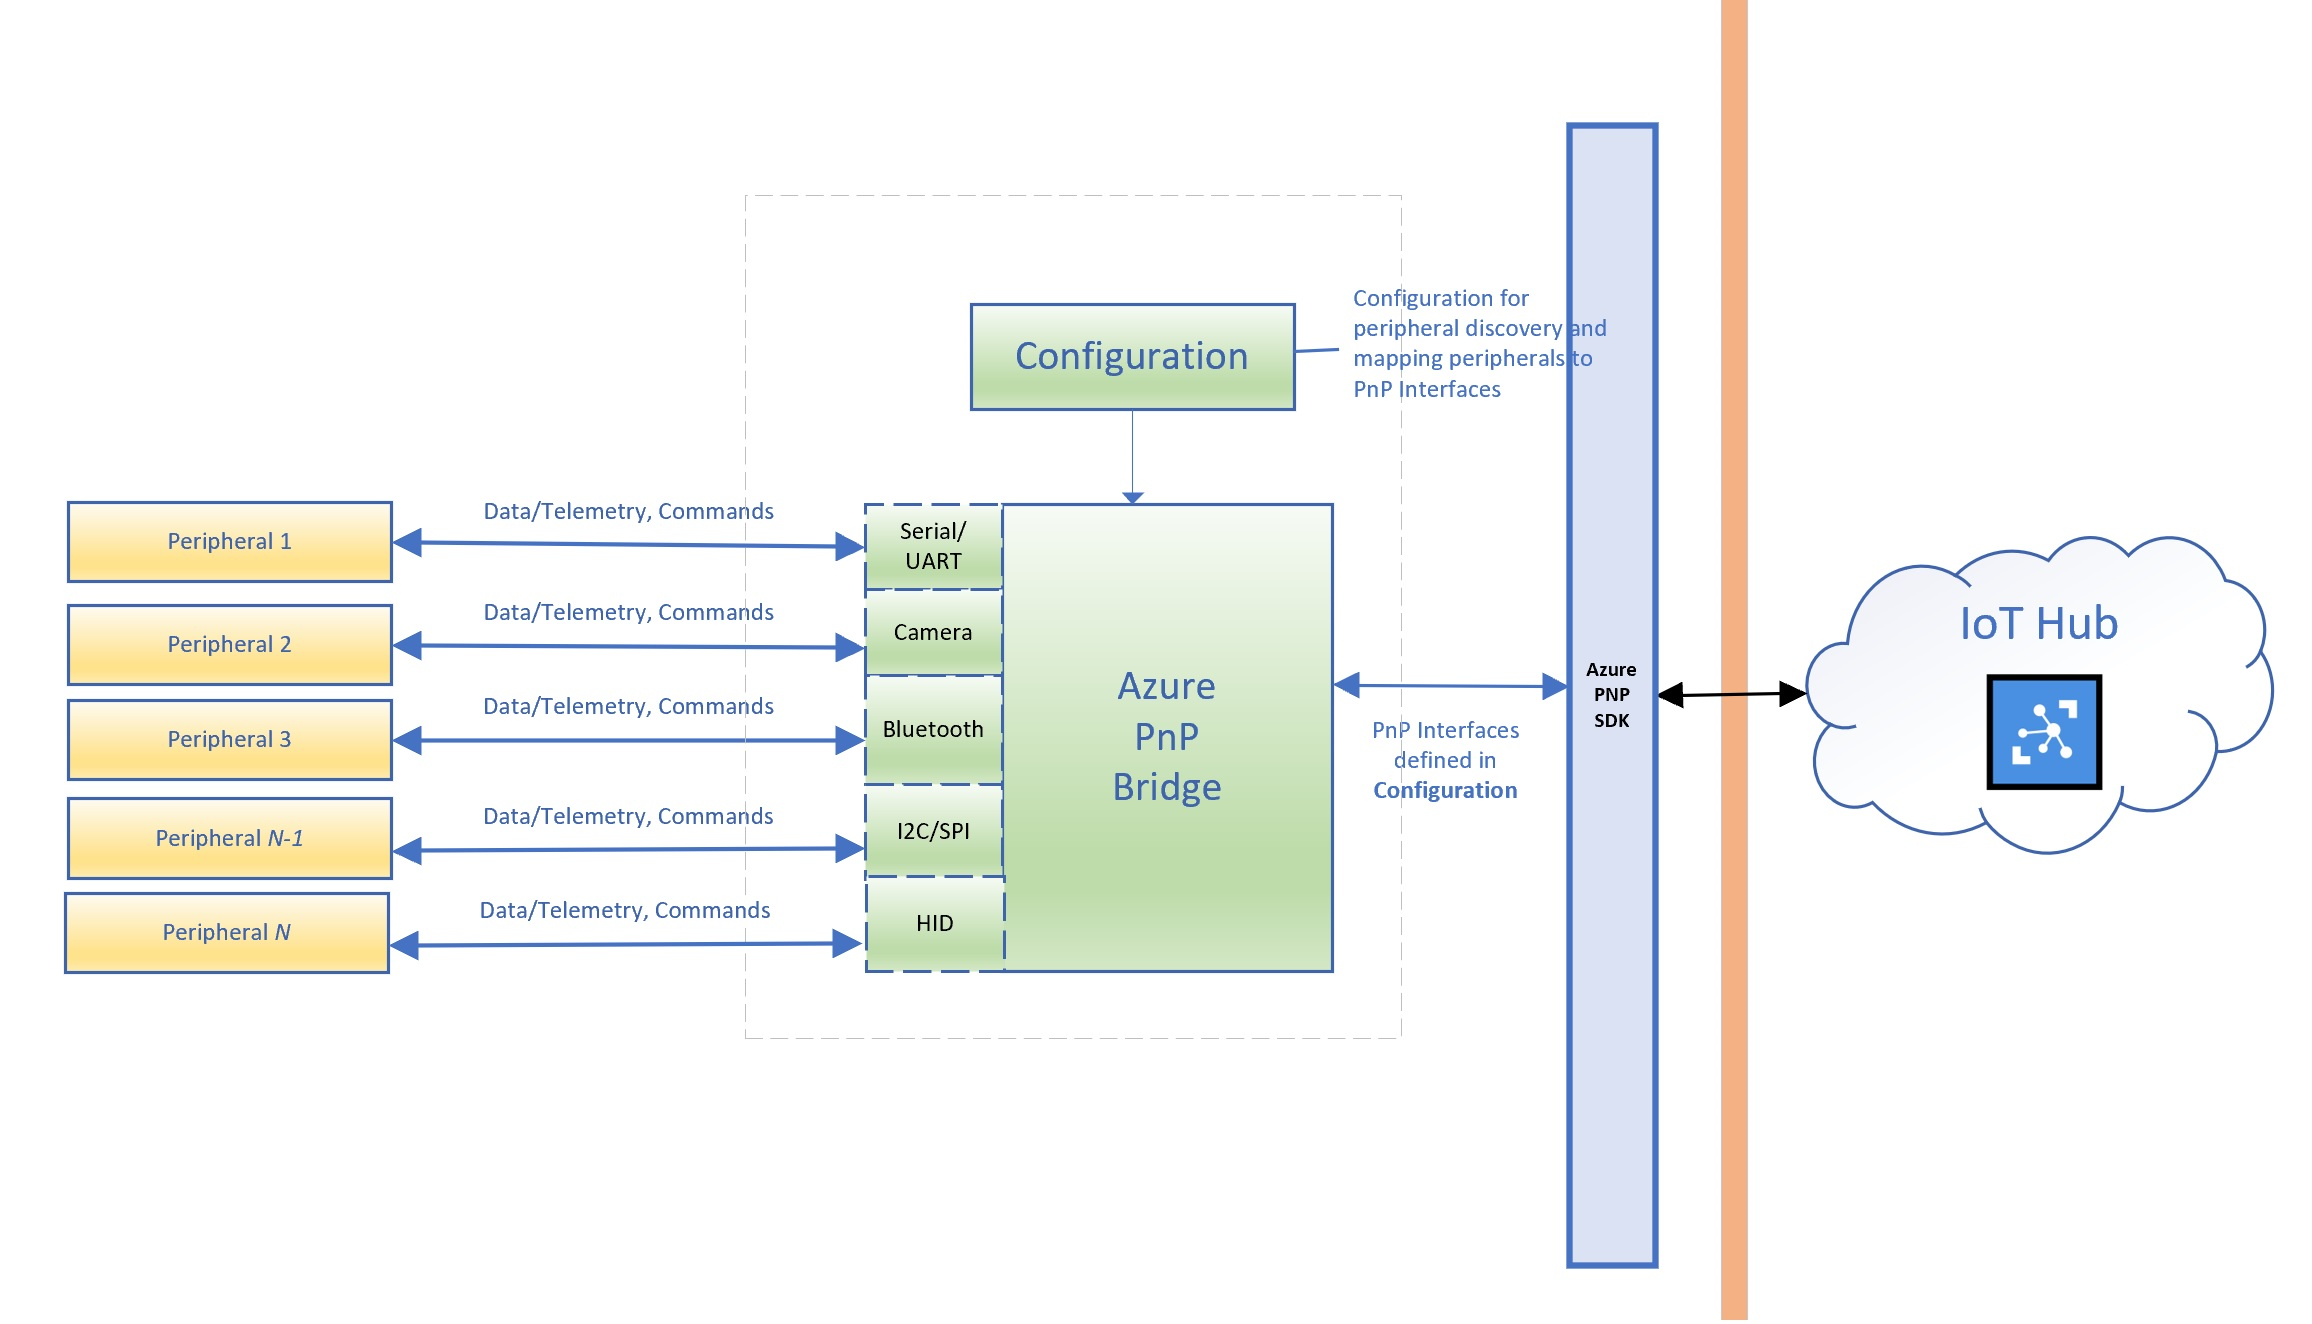 Configuration
Configuration for
peripheral discovery and
mapping peripherals to
PnP Interfaces
Peripheral 1
Data/Telemetry, Commands
Serial/
UART
Peripheral 2
Data/Telemetry, Commands
Camera
Peripheral 3
Data/Telemetry, Commands
Bluetooth
Peripheral N-1
Data/Telemetry, Commands
I2C/SPI
Peripheral N
Data/Telemetry, Commands
HID
Azure
PnP
Bridge
PnP Interfaces
defined in
Configuration
Azure
PNP
SDK
IoT Hub